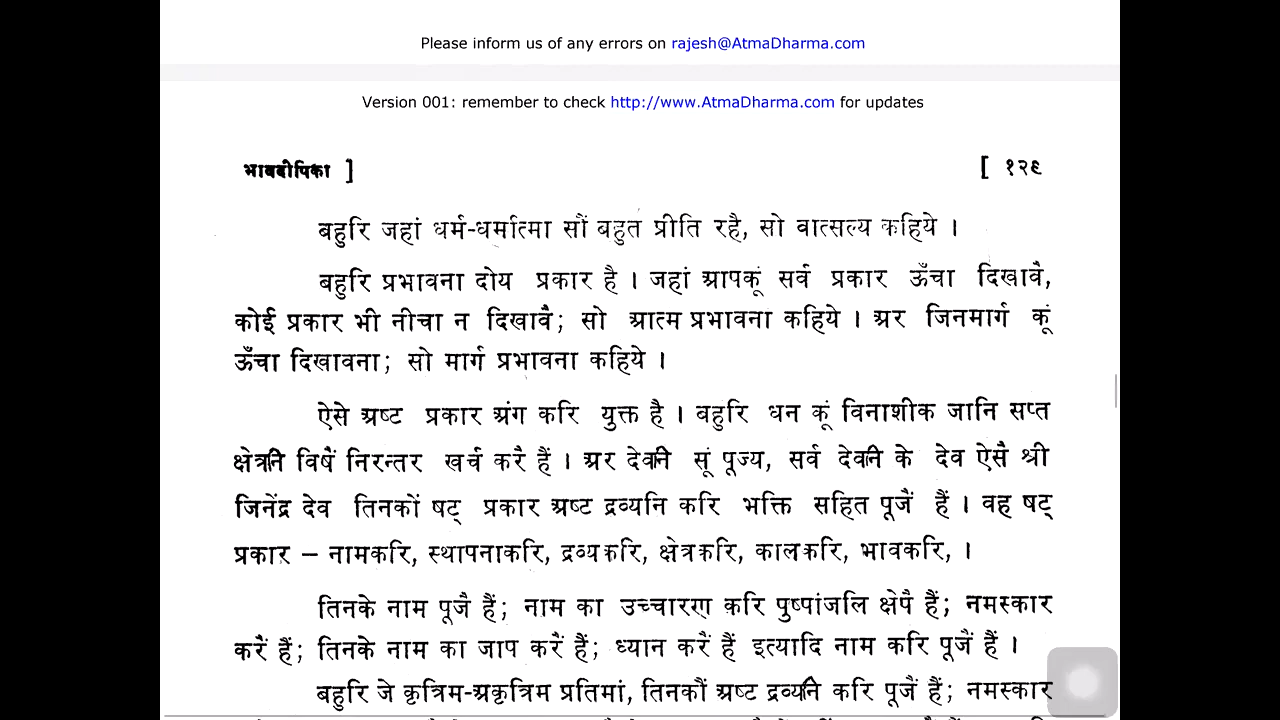 Please inform us of any errors on rajesh@AtmaDharma.com
Version 001: remember to check http://www.AtmaDharma.com for updates
भावदीपिका ] [ १२९
बहुरि जहां धर्म-धर्मात्मा सौं बहुत प्रीति रहै, सो वात्सल्य कहिये ।
बहुरि प्रभावना दोय प्रकार है । जहां आपकूं सर्व प्रकार ऊँचा दिखावै,
कोई प्रकार भी नीचा न दिखावै; सो आत्म प्रभावना कहिये । अर जिनमार्ग कूं
ऊँचा दिखावना; सो मार्ग प्रभावना कहिये ।
ऐसे अष्ट प्रकार अंग करि युक्त है । बहुरि धन कूं विनाशीक जानि सप्त
क्षेत्रनि विषैं निरन्तर खर्च करै हैं । अर देवनि सूं पूज्य, सर्व देवनि के देव ऐसै श्री
जिनेंद्र देव तिनकों षट् प्रकार अष्ट द्रव्यनि करि भक्ति सहित पूजैं हैं । वह षट्
प्रकार – नामकरि, स्थापनाकरि, द्रव्यकरि, क्षेत्रकरि, कालकरि, भावकरि, ।
तिनके नाम पूजै हैं; नाम का उच्चारण करि पुष्पांजलि क्षेपै हैं; नमस्कार
करैं हैं; तिनके नाम का जाप करैं हैं; ध्यान करैं हैं इत्यादि नाम करि पूजैं हैं ।
बहुरि जे कृत्रिम-अकृत्रिम प्रतिमां, तिनकौं अष्ट द्रव्यनि करि पूजैं हैं; नमस्कार